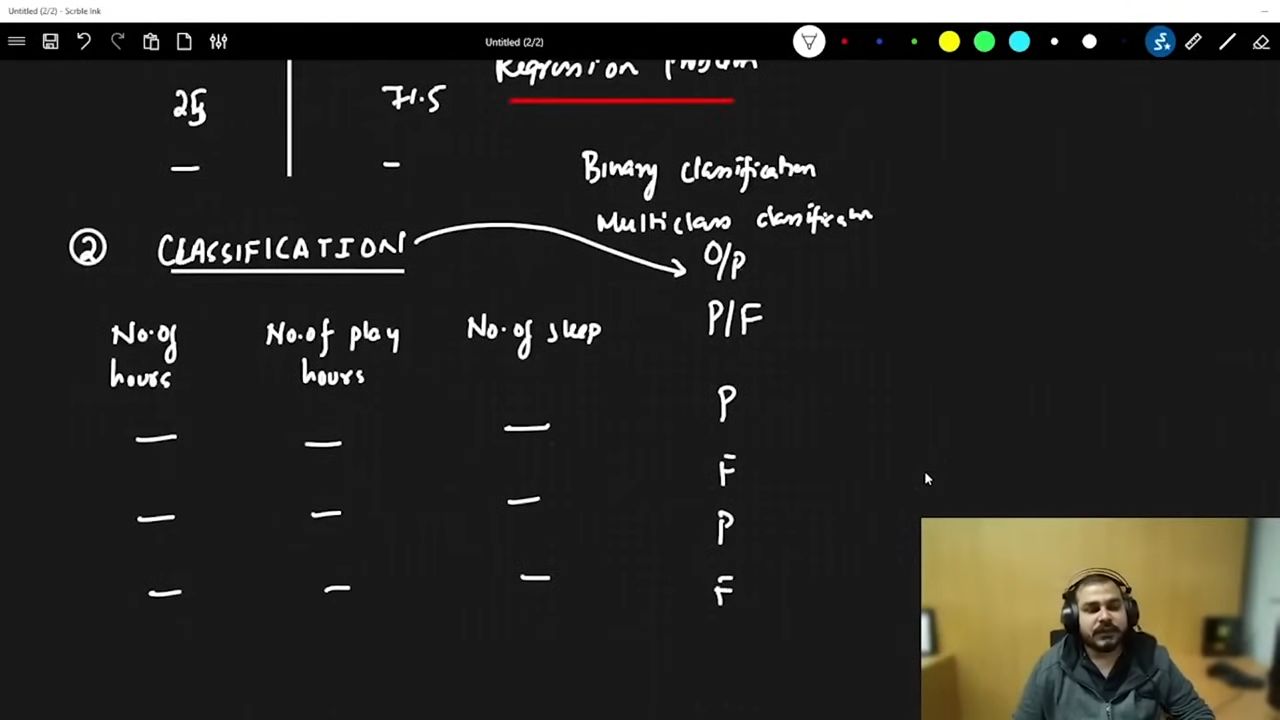 Untitled (2/2) - Scrble Ink
Untitled (2/2)
Regression Problem
25 71.5
Binary classification
Multiclass classification
② CLASSIFICATION
O/P
No. of hours
No. of play hours
No. of sleep
P/F
P
F
P
F